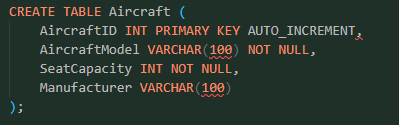 CREATE TABLE Aircraft (
    AircraftID INT PRIMARY KEY AUTO_INCREMENT,
    AircraftModel VARCHAR(100) NOT NULL,
    SeatCapacity INT NOT NULL,
    Manufacturer VARCHAR(100)
);